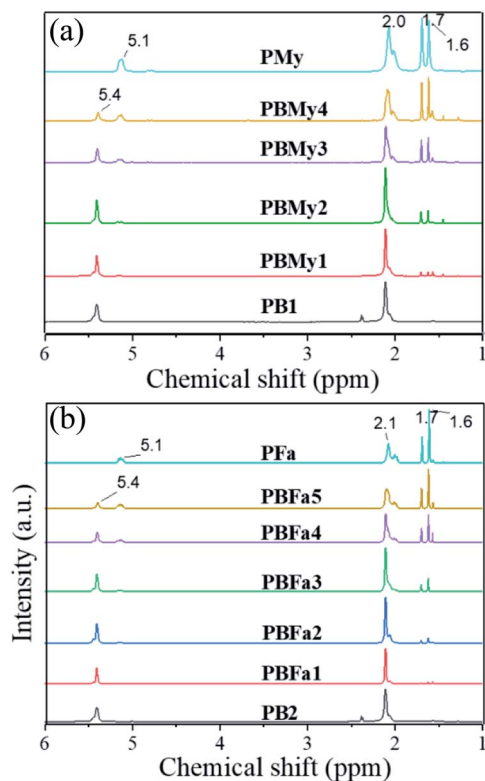 (a)
2.0
1.7
5.1
1.6
PMy
5.4
PBMy4
PBMy3
PBMy2
PBMy1
PB1
6 5 4 3 2 1
Chemical shift (ppm)
(b)
2.1
1.7
1.6
5.1
PFa
5.4
PBFa5
PBFa4
PBFa3
PBFa2
PBFa1
PB2
Intensity (a.u.)
6 5 4 3 2 1
Chemical shift (ppm)